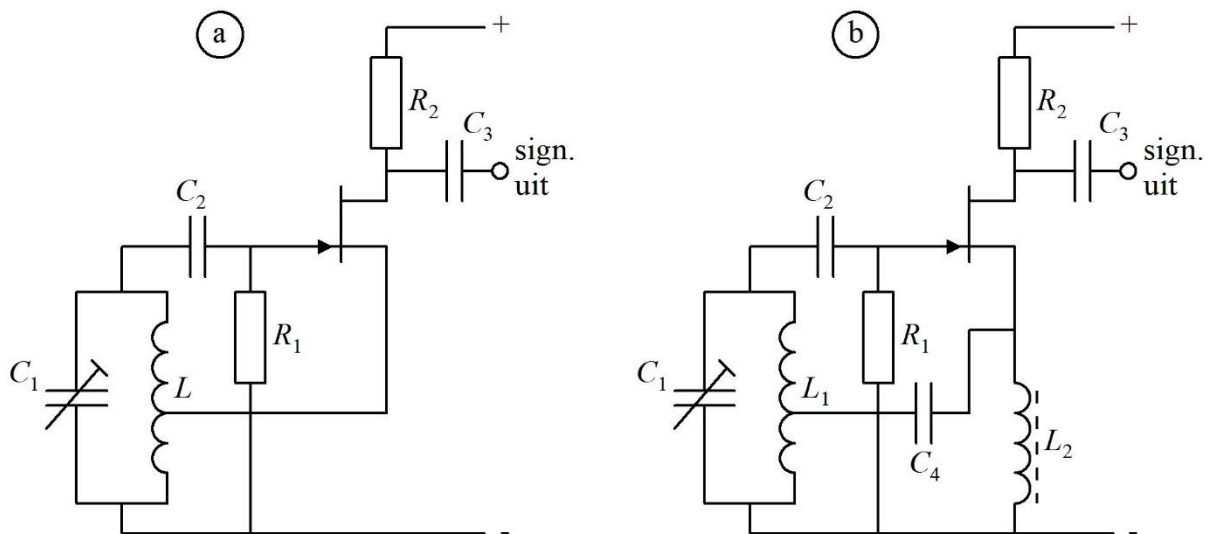 a
+
R2
C3
sign.
uit
C2
R1
C1
L
-
b
+
R2
C3
sign.
uit
C2
R1
C1
L1
C4
L2
-